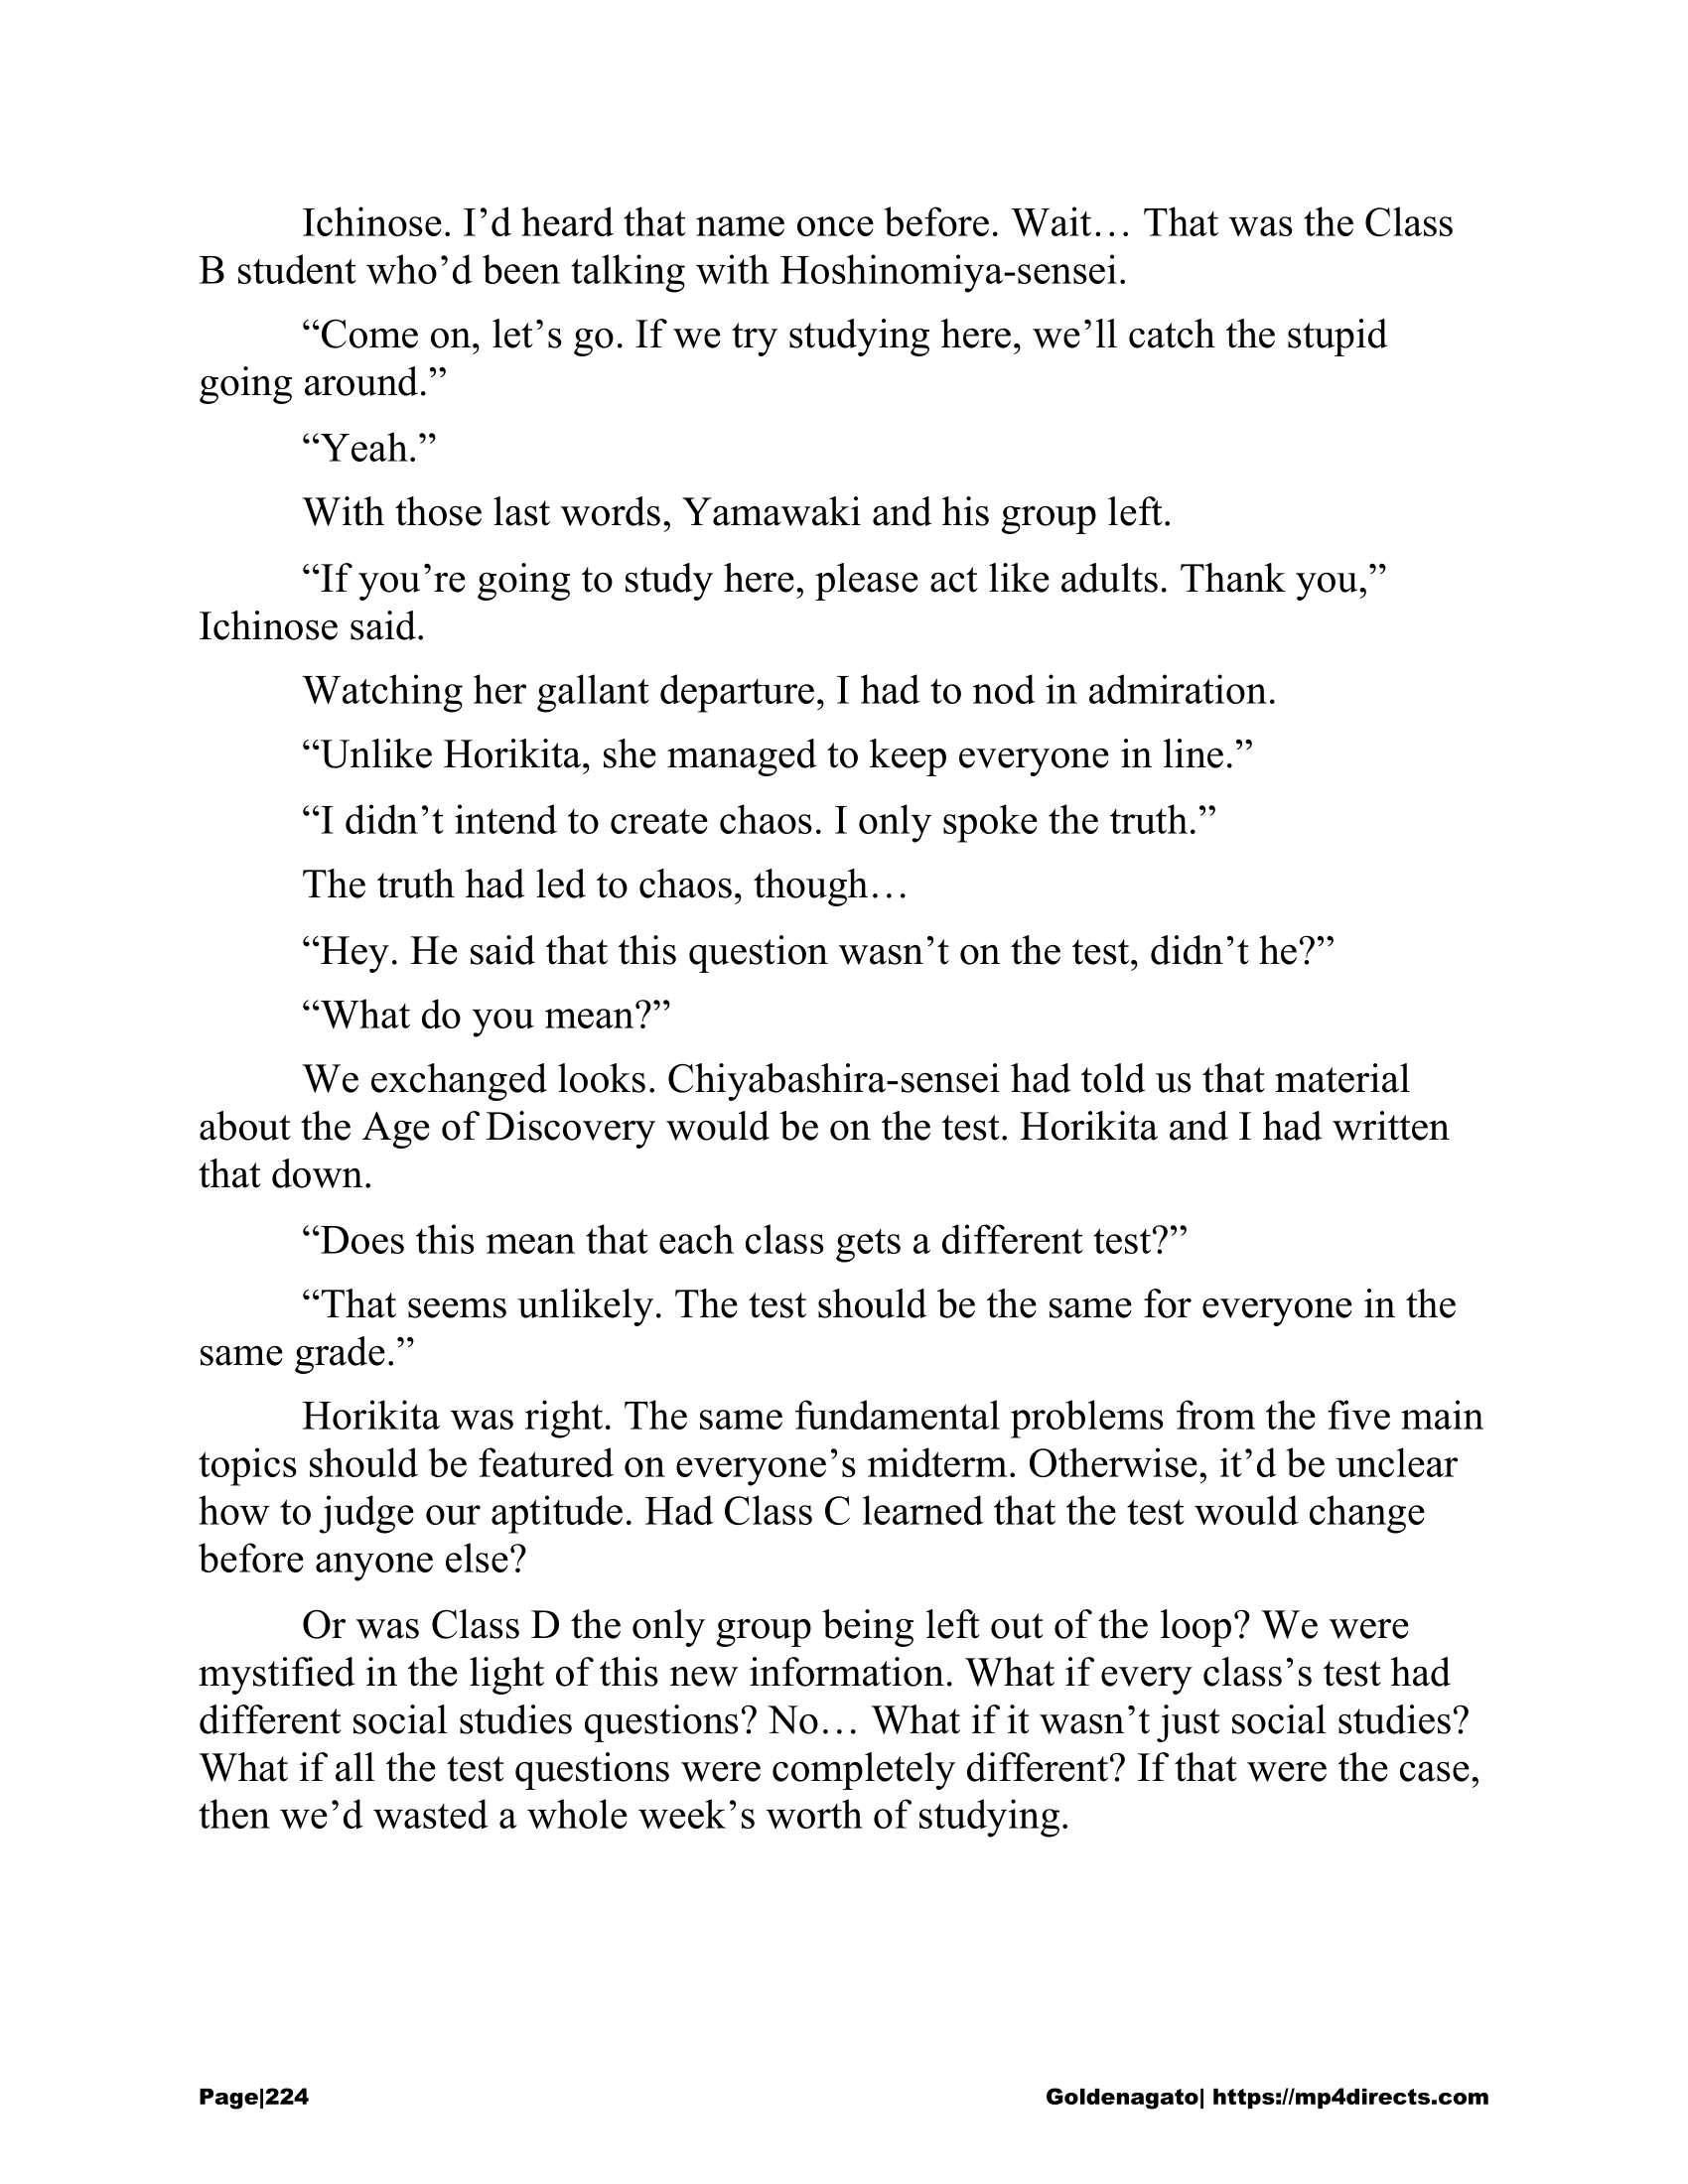 Ichinose. I’d heard that name once before. Wait… That was the Class
B student who’d been talking with Hoshinomiya-sensei.
“Come on, let’s go. If we try studying here, we’ll catch the stupid
going around.”
“Yeah.”
With those last words, Yamawaki and his group left.
“If you’re going to study here, please act like adults. Thank you,”
Ichinose said.
Watching her gallant departure, I had to nod in admiration.
“Unlike Horikita, she managed to keep everyone in line.”
“I didn’t intend to create chaos. I only spoke the truth.”
The truth had led to chaos, though…
“Hey. He said that this question wasn’t on the test, didn’t he?”
“What do you mean?”
We exchanged looks. Chiyabashira-sensei had told us that material
about the Age of Discovery would be on the test. Horikita and I had written
that down.
“Does this mean that each class gets a different test?”
“That seems unlikely. The test should be the same for everyone in the
same grade.”
Horikita was right. The same fundamental problems from the five main
topics should be featured on everyone’s midterm. Otherwise, it’d be unclear
how to judge our aptitude. Had Class C learned that the test would change
before anyone else?
Or was Class D the only group being left out of the loop? We were
mystified in the light of this new information. What if every class’s test had
different social studies questions? No… What if it wasn’t just social studies?
What if all the test questions were completely different? If that were the case,
then we’d wasted a whole week’s worth of studying.
Page|224 Goldenagato| https://mp4directs.com